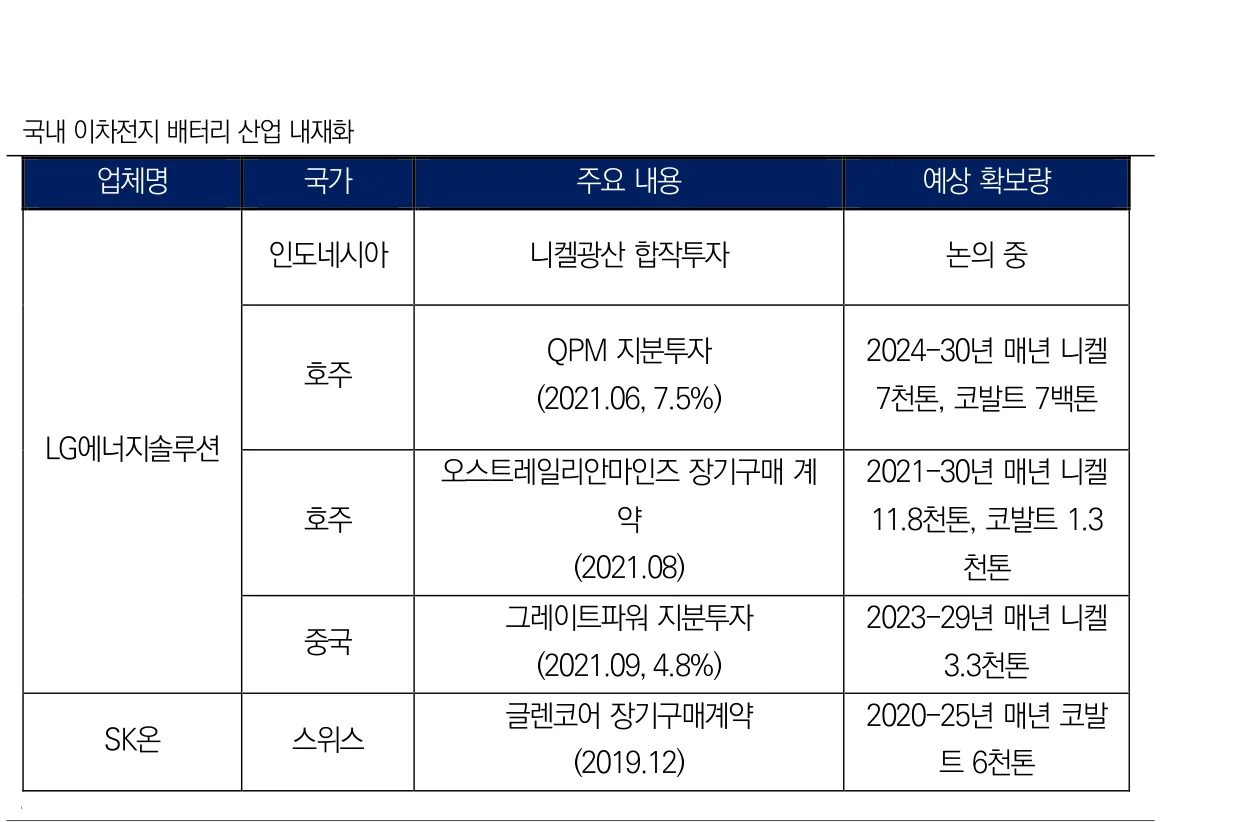 국내 이차전지 배터리 산업 내재화
업체명 국가 주요 내용 예상 확보량
LG에너지솔루션
인도네시아 니켈광산 합작투자 논의 중
호주
QPM 지분투자
(2021.06, 7.5%)
2024-30년 매년 니켈
7천톤, 코발트 7백톤
호주
오스트레일리안마인즈 장기구매 계
약
(2021.08)
2021-30년 매년 니켈
11.8천톤, 코발트 1.3
천톤
중국
그레이트파워 지분투자
(2021.09, 4.8%)
2023-29년 매년 니켈
3.3천톤
SK온
스위스
글렌코어 장기구매계약
(2019.12)
2020-25년 매년 코발
트 6천톤